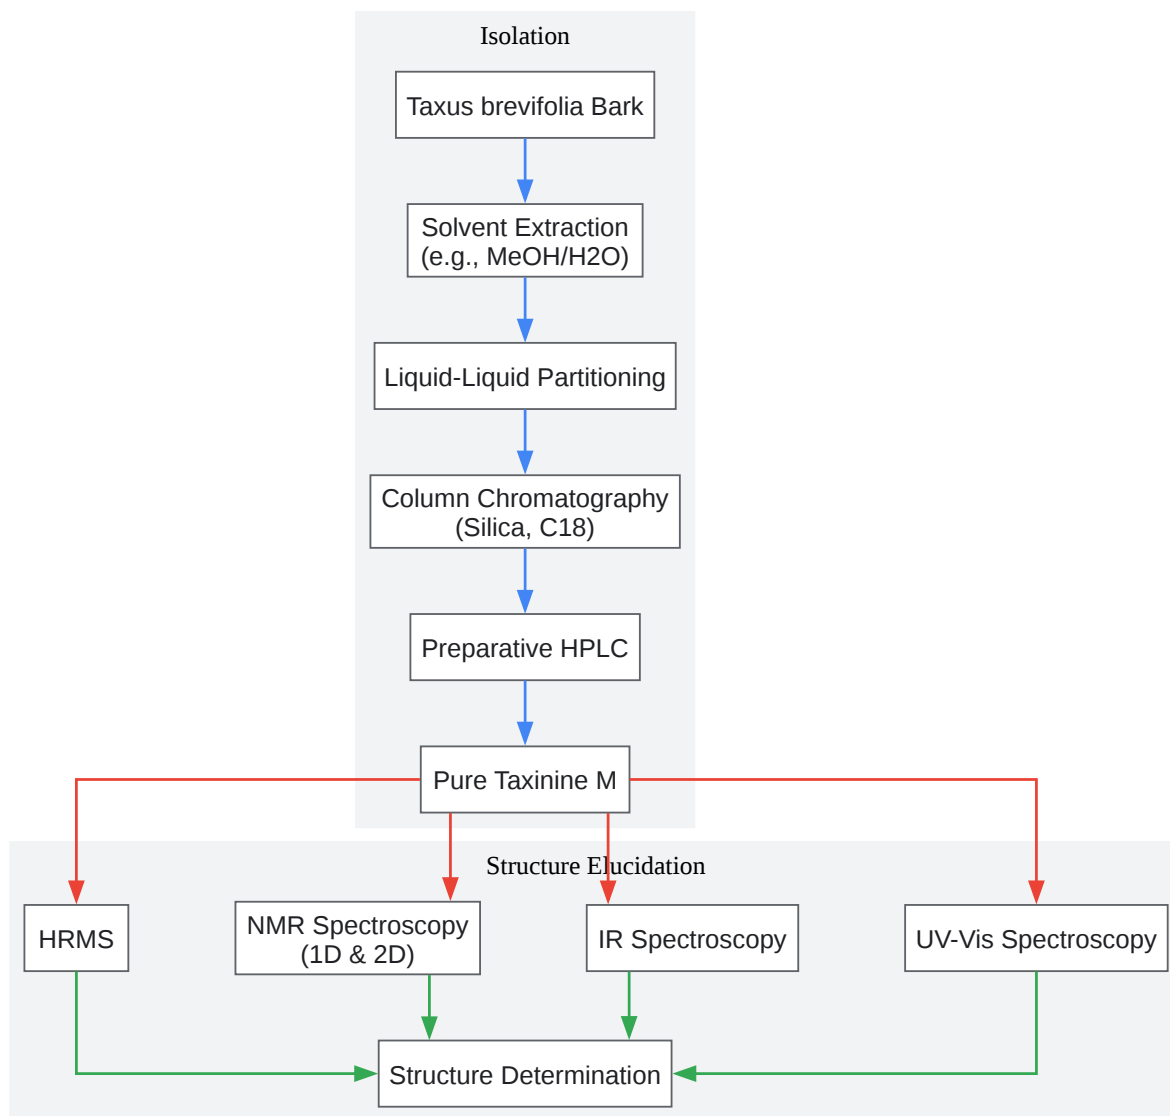 Isolation
Taxus brevifolia Bark
Solvent Extraction
(e.g., MeOH/H2O)
Liquid-Liquid Partitioning
Column Chromatography
(Silica, C18)
Preparative HPLC
Pure Taxinine M
Structure Elucidation
HRMS
NMR Spectroscopy
(1D & 2D)
IR Spectroscopy
UV-Vis Spectroscopy
Structure Determination